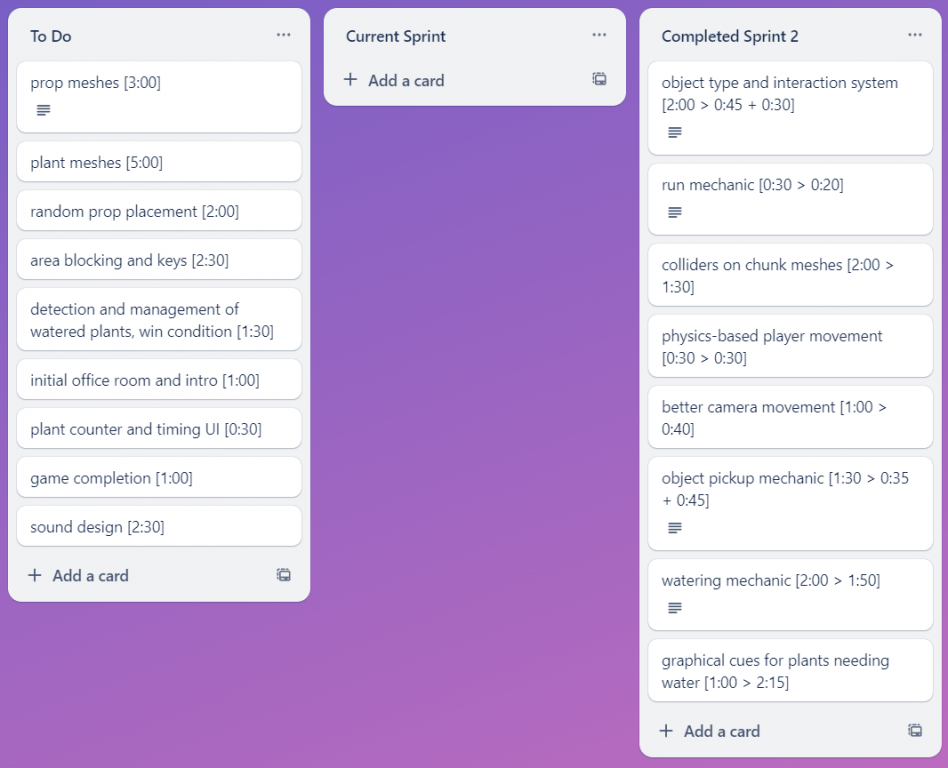 To Do
prop meshes [3:00]
plant meshes [5:00]
random prop placement [2:00]
area blocking and keys [2:30]
detection and management of
watered plants, win condition [1:30]
initial office room and intro [1:00]
plant counter and timing UI [0:30]
game completion [1:00]
sound design [2:30]
Add a card
Current Sprint
Add a card
Completed Sprint 2
object type and interaction system
[2:00 > 0:45 + 0:30]
run mechanic [0:30 > 0:20]
colliders on chunk meshes [2:00 >
1:30]
physics-based player movement
[0:30 > 0:30]
better camera movement [1:00 >
0:40]
object pickup mechanic [1:30 > 0:35
+ 0:45]
watering mechanic [2:00 > 1:50]
graphical cues for plants needing
water [1:00 > 2:15]
Add a card